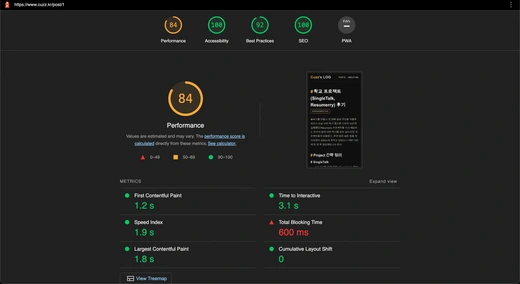 https://www.cuzz.kr/post/1
84
100
92
100
Performance
Accessibility
Best Practices
SEO
PWA
84
Performance
Values are estimated and may vary. The performance score is
calculated directly from these metrics. See calculator.
0–49
50–89
90–100
Cuzz's LOG
학교 프로젝트
(SingleTalk,
Resumerry) 후기
Project 간략 정리
SingleTalk
METRICS
Expand view
First Contentful Paint
1.2 s
Time to Interactive
3.1 s
Speed Index
1.9 s
Total Blocking Time
600 ms
Largest Contentful Paint
1.8 s
Cumulative Layout Shift
0
View Treemap